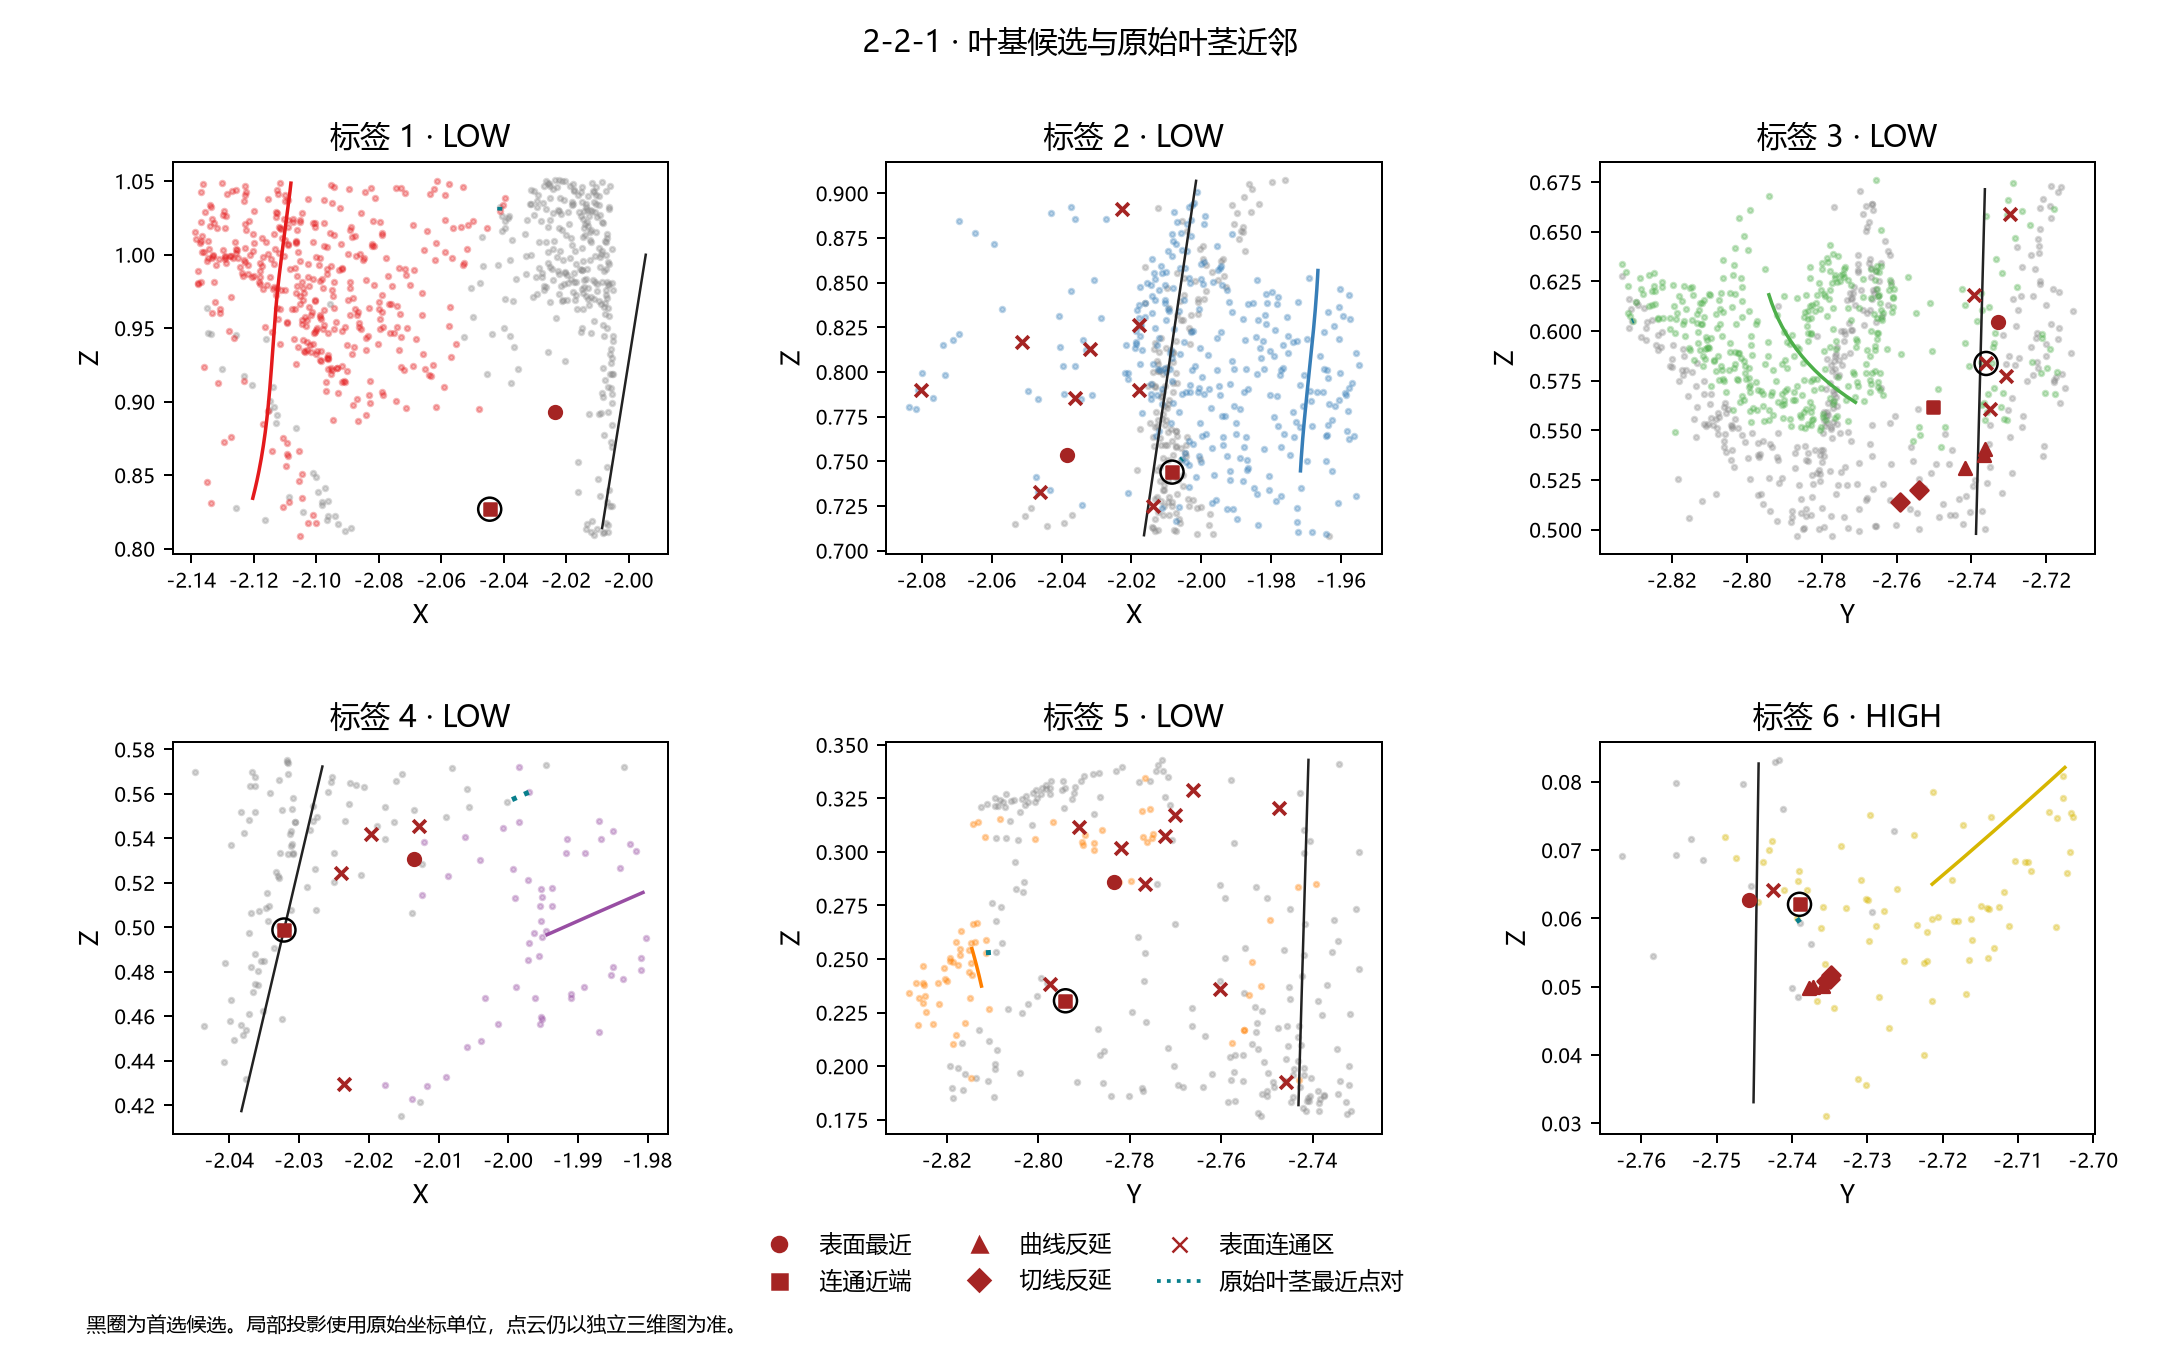 2-2-1 · 叶基候选与原始叶茎近邻
标签 1 · LOW
标签 2 · LOW
标签 3 · LOW
1.05
1.00
0.95
0.90
0.85
0.80
Z
-2.14 -2.12 -2.10 -2.08 -2.06 -2.04 -2.02 -2.00
X
0.900
0.875
0.850
0.825
0.800
0.775
0.750
0.725
0.700
Z
-2.08 -2.06 -2.04 -2.02 -2.00 -1.98 -1.96
X
0.675
0.650
0.625
0.600
0.575
0.550
0.525
0.500
Z
-2.82 -2.80 -2.78 -2.76 -2.74 -2.72
Y
标签 4 · LOW
标签 5 · LOW
标签 6 · HIGH
0.58
0.56
0.54
0.52
0.50
0.48
0.46
0.44
0.42
Z
-2.04 -2.03 -2.02 -2.01 -2.00 -1.99 -1.98
X
0.350
0.325
0.300
0.275
0.250
0.225
0.200
0.175
Z
-2.82 -2.80 -2.78 -2.76 -2.74
Y
0.08
0.07
0.06
0.05
0.04
0.03
Z
-2.76 -2.75 -2.74 -2.73 -2.72 -2.71 -2.70
Y
表面最近 曲线反延 表面连通区
连通近端 切线反延 原始叶茎最近点对
黑圈为首选候选。局部投影使用原始坐标单位，点云仍以独立三维图为准。